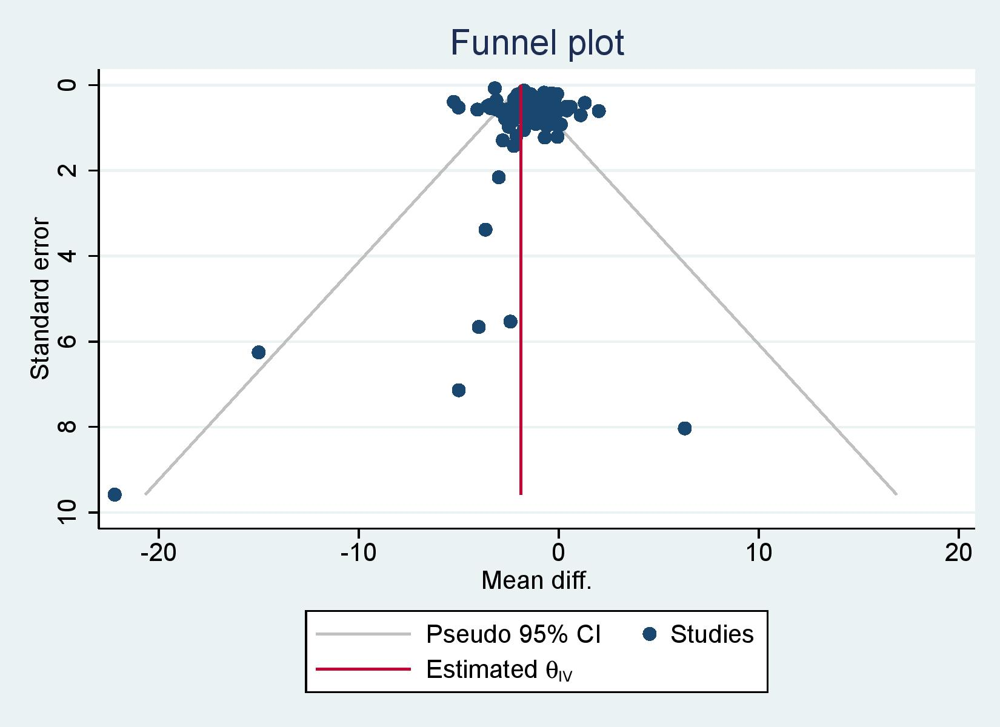 Funnel plot
Standard error
0
2
4
6
8
10
-20 -10 0 10 20
Mean diff.
Pseudo 95% CI Studies
Estimated θIV